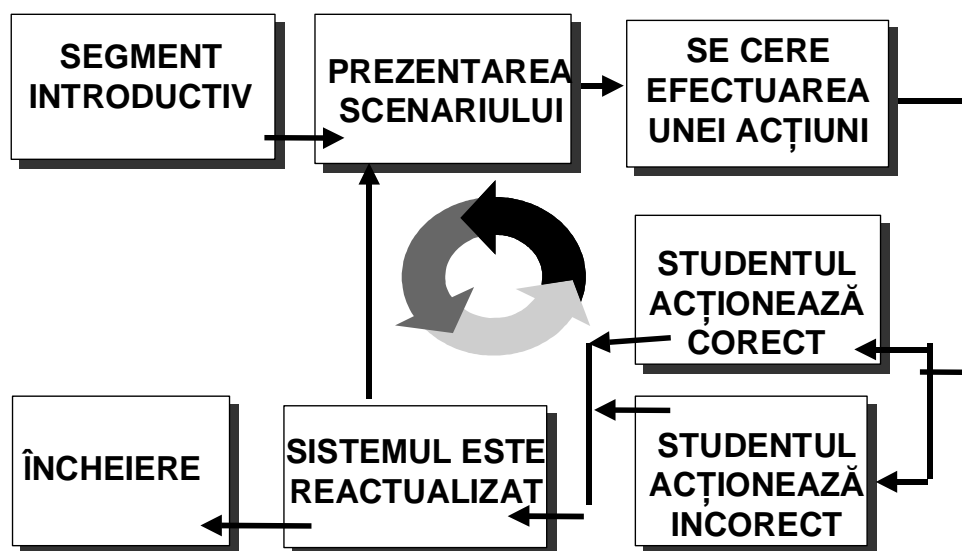 SEGMENT
INTRODUCTIV
PREZENTAREA
SCENARIULUI
SE CERE
EFECTUAREA
UNEI ACȚIUNI
STUDENTUL
ACȚIONEAZĂ
CORECT
STUDENTUL
ACȚIONEAZĂ
INCORECT
SISTEMUL ESTE
REACTUALIZAT
ÎNCHEIERE